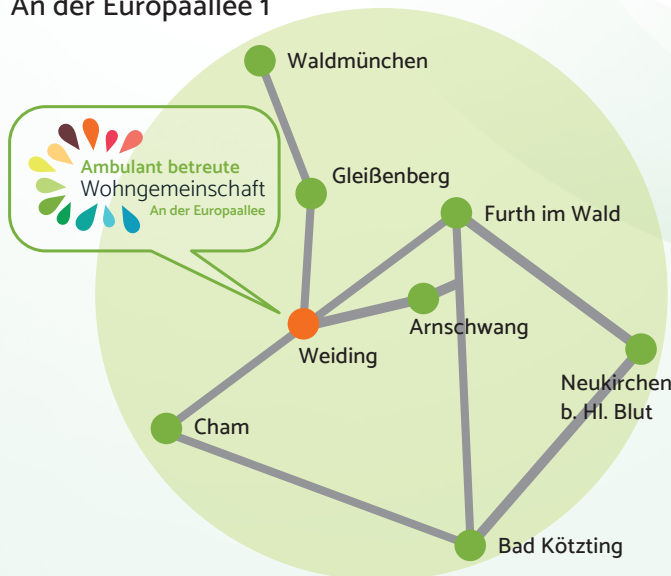 An der Europaallee 1
Waldmünchen
Ambulant betreute
Wohngemeinschaft
An der Europaallee
Gleißenberg
Furth im Wald
Arnschwang
Weiding
Neukirchen
b. Hl. Blut
Cham
Bad Kötzting